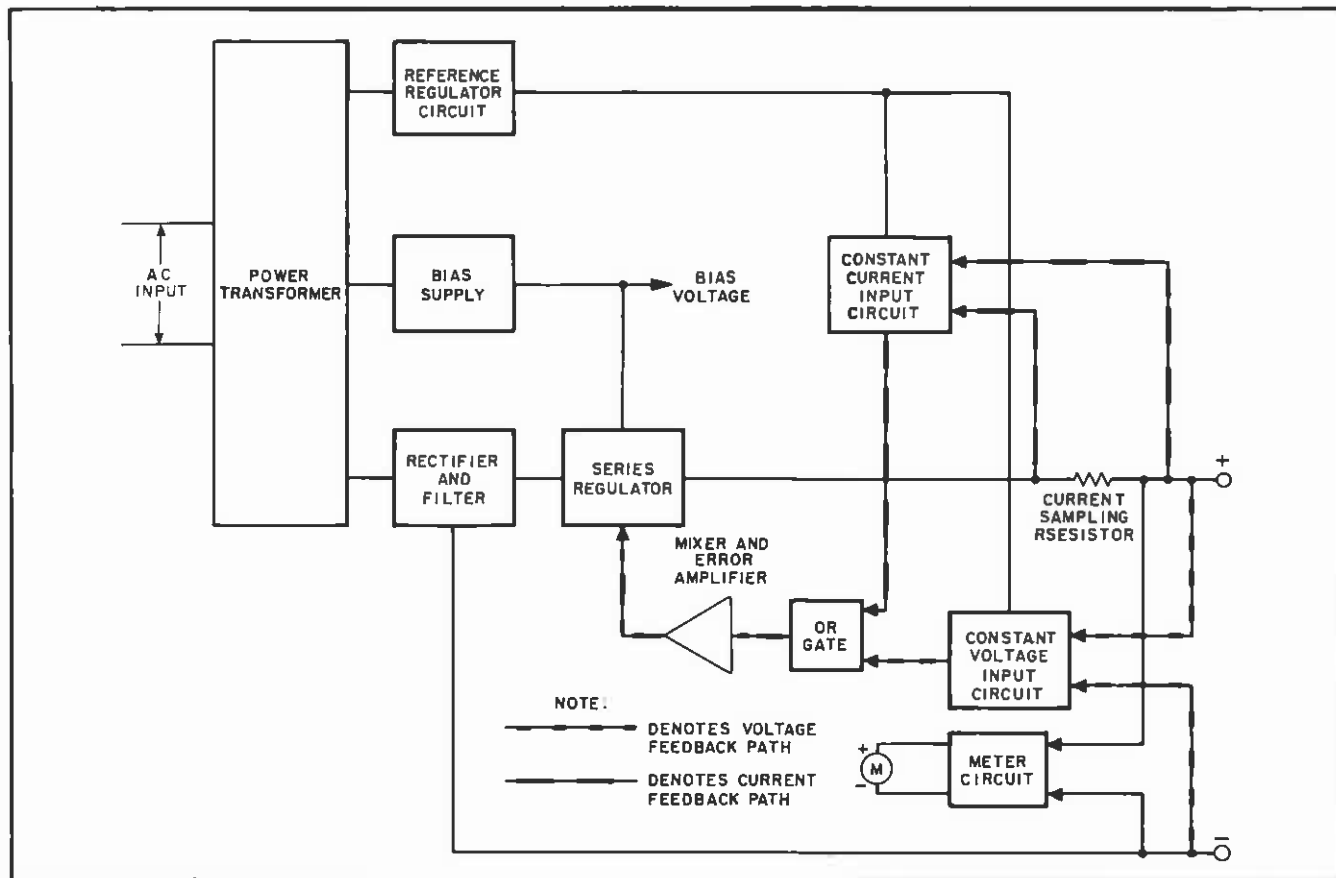 REFERENCE
REGULATOR
CIRCUIT
AC
INPUT
POWER
TRANSFORMER
BIAS
SUPPLY
BIAS
VOLTAGE
CONSTANT
CURRENT
INPUT
CIRCUIT
RECTIFIER
AND
FILTER
SERIES
REGULATOR
+
CURRENT
SAMPLING
RSESISTOR
MIXER AND
ERROR
AMPLIFIER
OR
GATE
CONSTANT
VOLTAGE
INPUT
CIRCUIT
NOTE:
DENOTES VOLTAGE
FEEDBACK PATH
DENOTES CURRENT
FEEDBACK PATH
+
M
-
METER
CIRCUIT
-